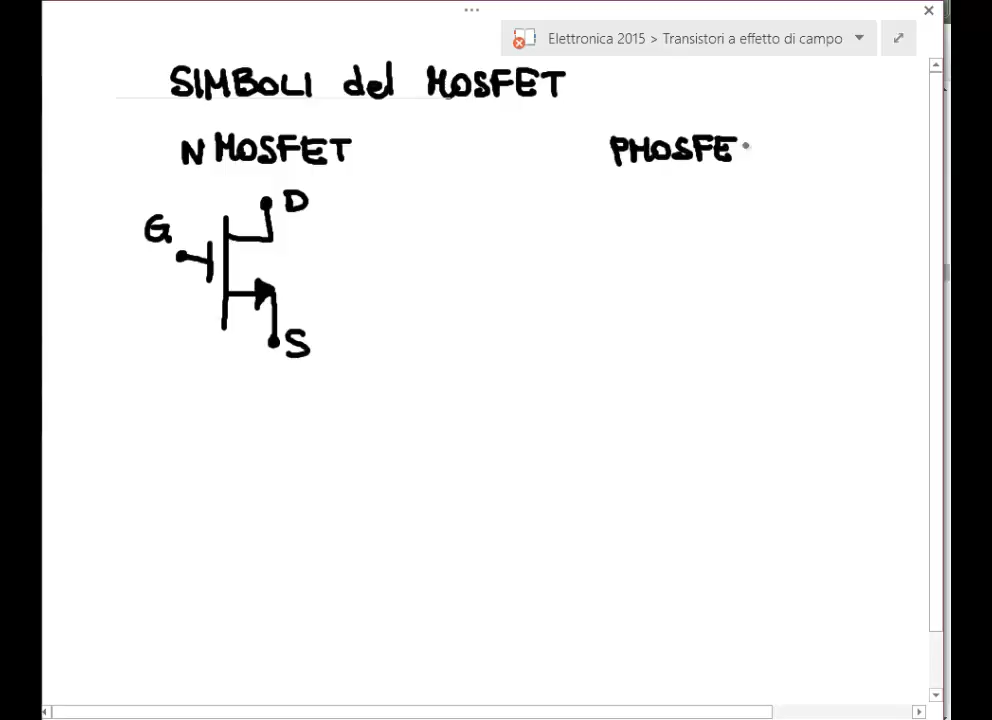 Elettronica 2015 > Transistori a effetto di campo
SIMBOLI del MOSFET
N MOSFET PMOSFE
G
D
S